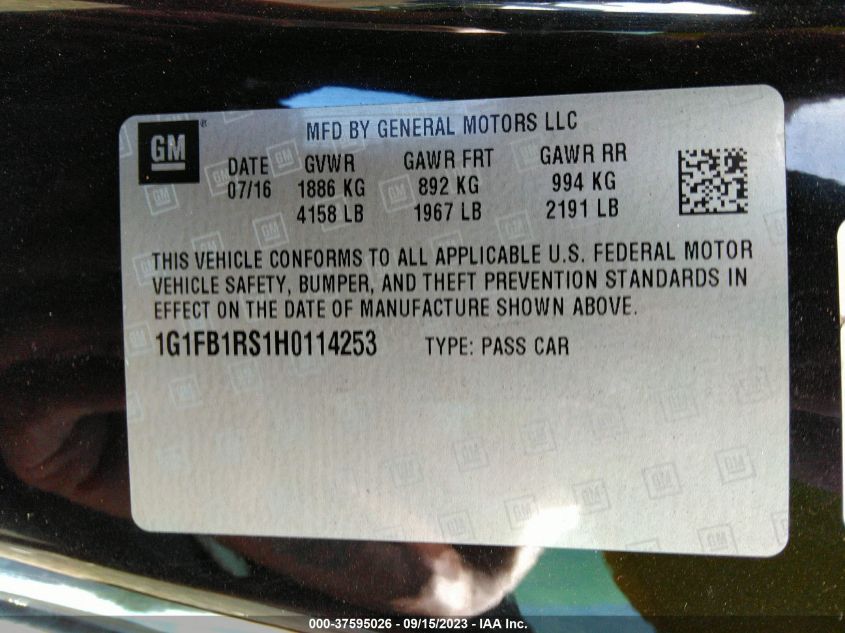 GM ®
MFD BY GENERAL MOTORS LLC
DATE GVWR GAWR FRT GAWR RR
07/16 1886 KG 892 KG 994 KG
4158 LB 1967 LB 2191 LB
THIS VEHICLE CONFORMS TO ALL APPLICABLE U.S. FEDERAL MOTOR
VEHICLE SAFETY, BUMPER, AND THEFT PREVENTION STANDARDS IN
EFFECT ON THE DATE OF MANUFACTURE SHOWN ABOVE.
1G1FB1RS1H0114253 TYPE: PASS CAR
000-37595026 - 09/15/2023 - IAA Inc.